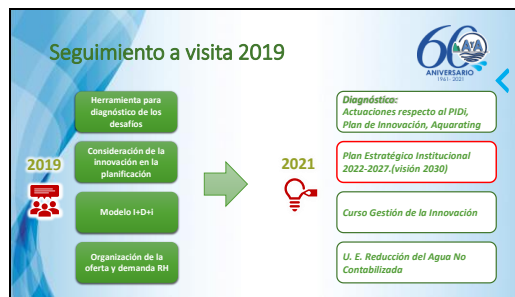 Seguimiento a visita 2019
60
AyA
ANIVERSARIO
1961 - 2021
2019
Herramienta para
diagnóstico de los
desafíos
Consideración de la
innovación en la
planificación
Modelo I+D+i
Organización de la
oferta y demanda RH
2021
Diagnóstico:
Actuaciones respecto al PIDi,
Plan de Innovación, Aquarating
Plan Estratégico Institucional
2022-2027.(visión 2030)
Curso Gestión de la Innovación
U. E. Reducción del Agua No
Contabilizada